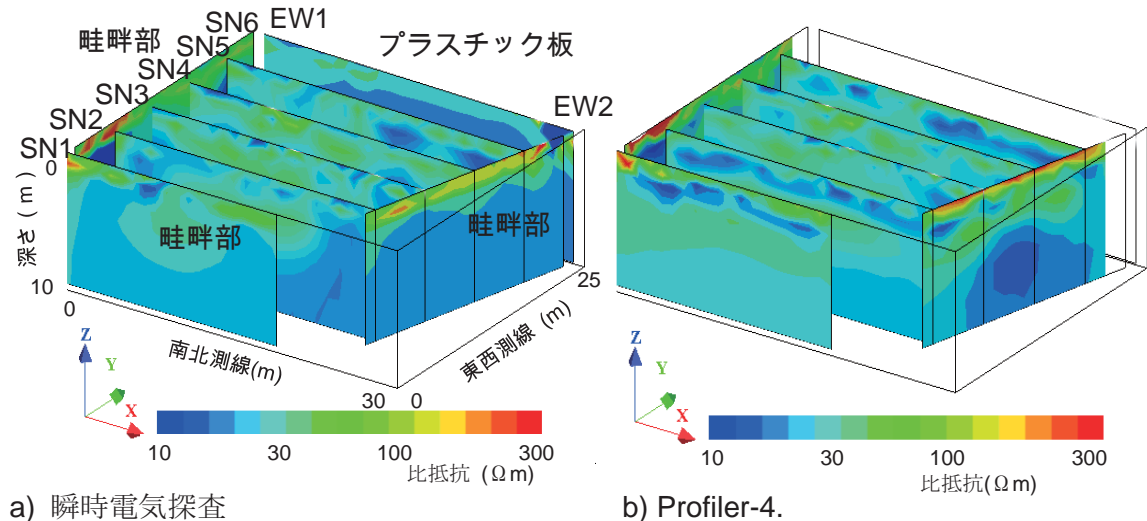 畦畔部
SN6
EW1
SN5
プラスチック板
SN4
SN3
EW2
SN2
SN1
0
深さ(m)
畦畔部
畦畔部
10
0
25
南北測線(m)
東西測線 (m)
Z
Y
X
30 0
10 30 100 300
比抵抗 (Ωm)
a) 瞬時電気探査
Z
Y
X
10 30 100 300
比抵抗(Ωm)
b) Profiler-4.